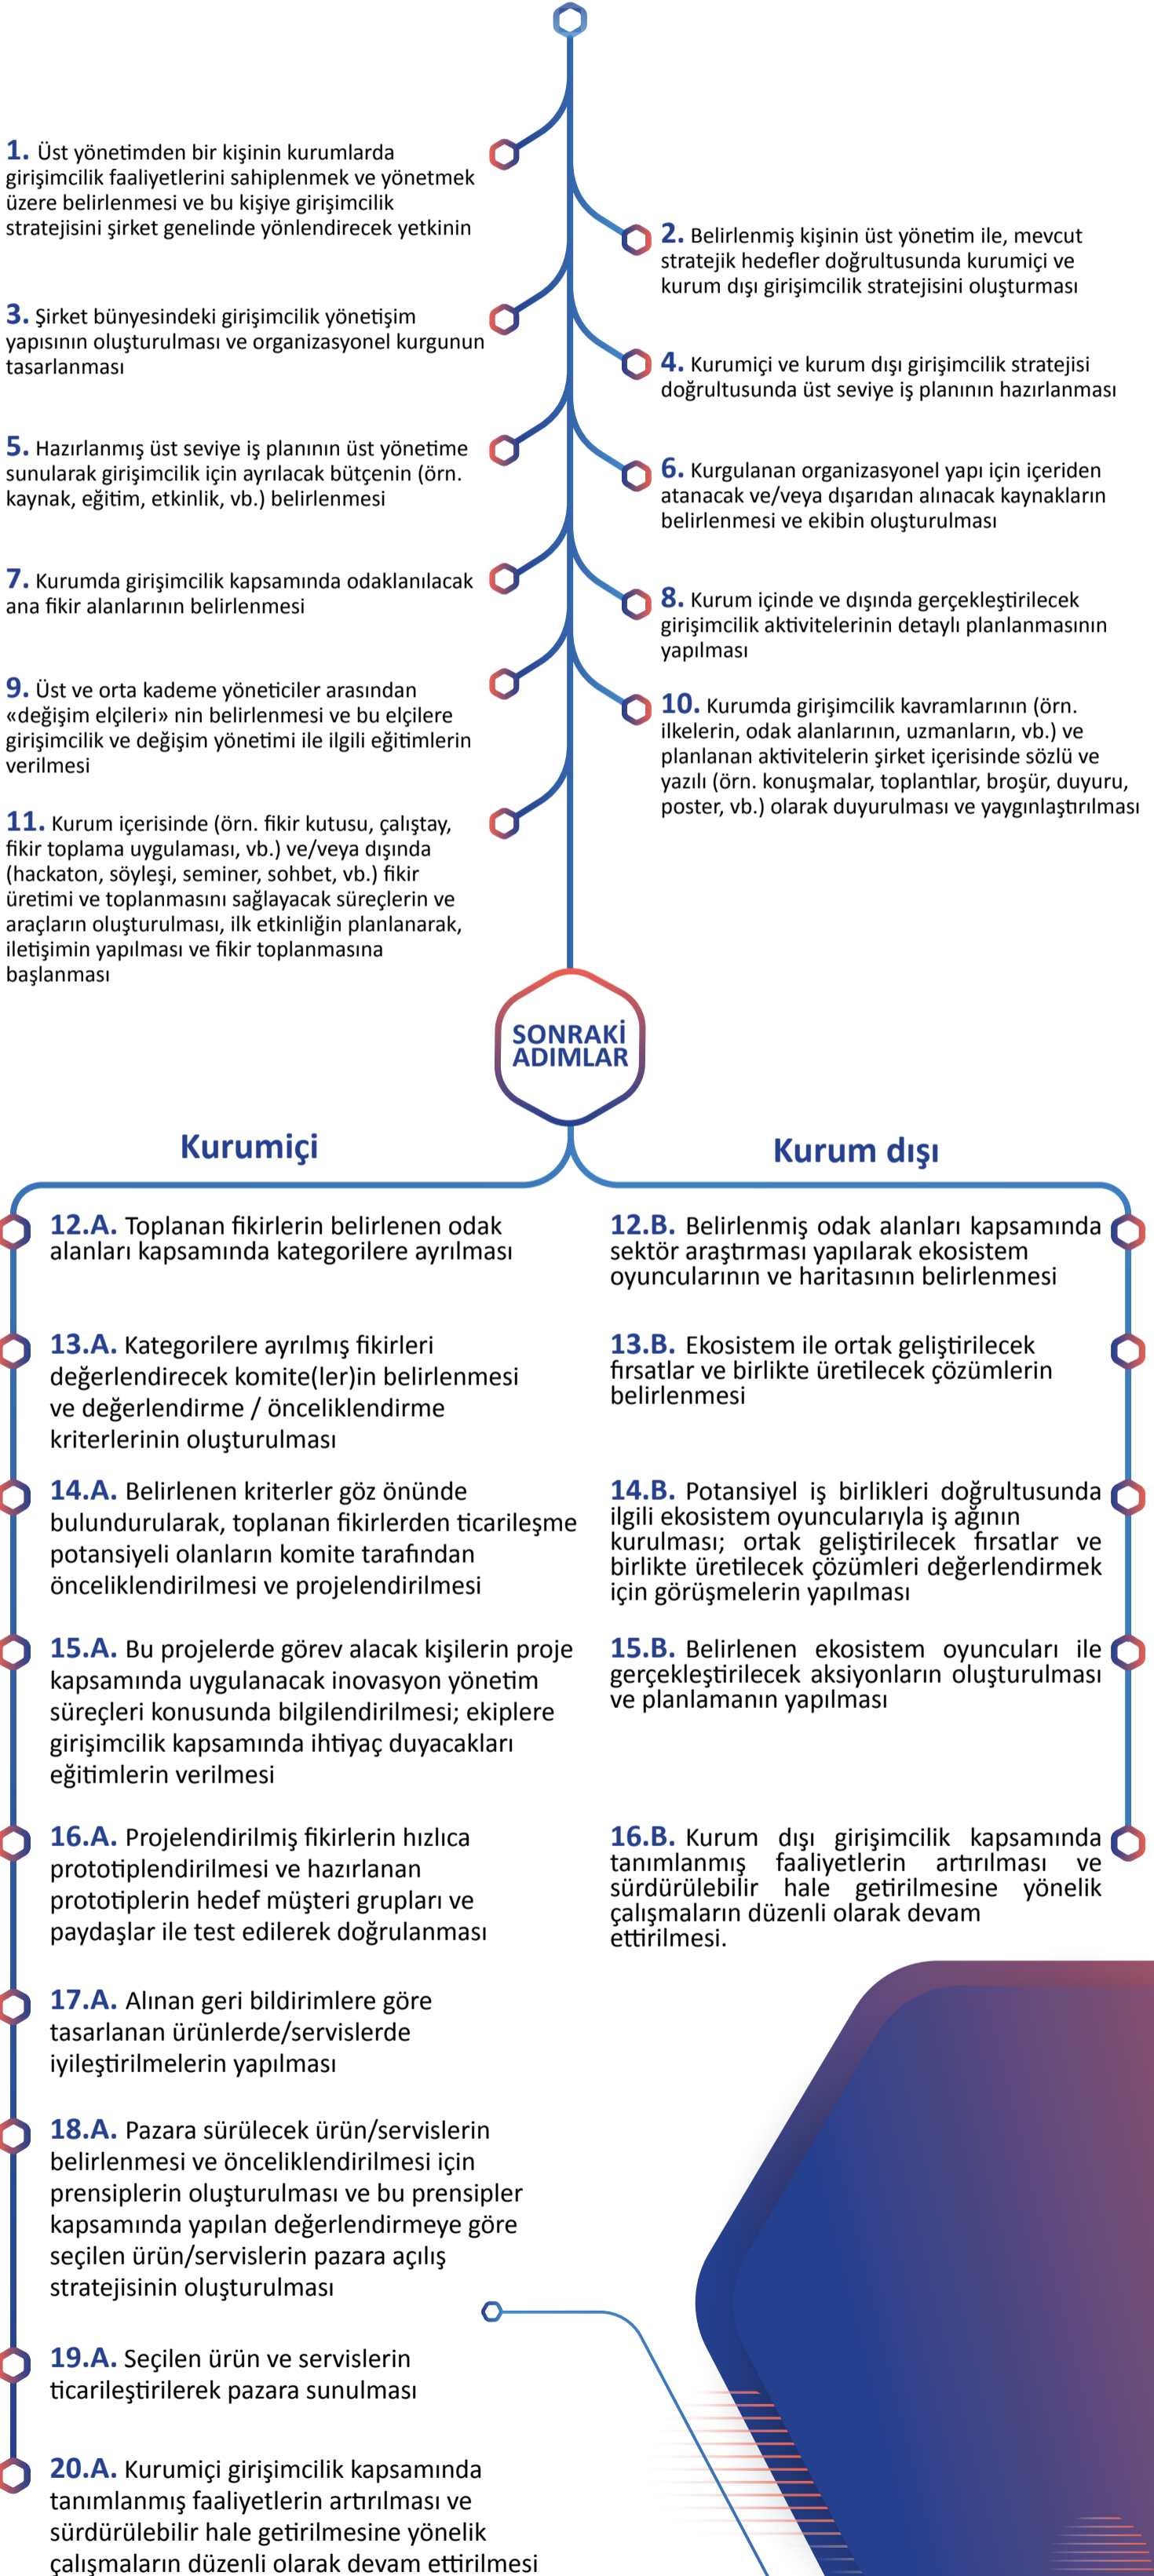 1. Üst yönetimden bir kişinin kurumlarda
girişimcilik faaliyetlerini sahiplenmek ve yönetmek
üzere belirlenmesi ve bu kişiye girişimcilik
stratejisini şirket genelinde yönlendirecek yetkinin
2. Belirlenmiş kişinin üst yönetim ile, mevcut
stratejik hedefler doğrultusunda kurumiçi ve
kurum dışı girişimcilik stratejisini oluşturması
3. Şirket bünyesindeki girişimcilik yönetişim
yapısının oluşturulması ve organizasyonel kurgunun
tasarlanması
4. Kurumiçi ve kurum dışı girişimcilik stratejisi
doğrultusunda üst seviye iş planının hazırlanması
5. Hazırlanmış üst seviye iş planının üst yönetime
sunularak girişimcilik için ayrılacak bütçenin (örn.
kaynak, eğitim, etkinlik, vb.) belirlenmesi
6. Kurgulanan organizasyonel yapı için içeriden
atanacak ve/veya dışarıdan alınacak kaynakların
belirlenmesi ve ekibin oluşturulması
7. Kurumda girişimcilik kapsamında odaklanılacak
ana fikir alanlarının belirlenmesi
8. Kurum içinde ve dışında gerçekleştirilecek
girişimcilik aktivitelerinin detaylı planlanmasının
yapılması
9. Üst ve orta kademe yöneticiler arasından
«değişim elçileri» nin belirlenmesi ve bu elçilere
girişimcilik ve değişim yönetimi ile ilgili eğitimlerin
verilmesi
10. Kurumda girişimcilik kavramlarının (örn.
ilkelerin, odak alanlarının, uzmanların, vb.) ve
planlanan aktivitelerin şirket içerisinde sözlü ve
yazılı (örn. konuşmalar, toplantılar, broşür, duyuru,
poster, vb.) olarak duyurulması ve yaygınlaştırılması
11. Kurum içerisinde (örn. fikir kutusu, çalıştay,
fikir toplama uygulaması, vb.) ve/veya dışında
(hackaton, söyleşi, seminer, sohbet, vb.) fikir
üretimi ve toplanmasını sağlayacak süreçlerin ve
araçların oluşturulması, ilk etkinliğin planlanarak,
iletişimin yapılması ve fikir toplanmasına
başlanması
SONRAKİ
ADIMLAR
Kurumiçi
12.A. Toplanan fikirlerin belirlenen odak
alanları kapsamında kategorilere ayrılması
13.A. Kategorilere ayrılmış fikirleri
değerlendirecek komite(ler)in belirlenmesi
ve değerlendirme / önceliklendirme
kriterlerinin oluşturulması
14.A. Belirlenen kriterler göz önünde
bulundurularak, toplanan fikirlerden ticarileşme
potansiyeli olanların komite tarafından
önceliklendirilmesi ve projelendirilmesi
15.A. Bu projelerde görev alacak kişilerin proje
kapsamında uygulanacak inovasyon yönetim
süreçleri konusunda bilgilendirilmesi; ekiplere
girişimcilik kapsamında ihtiyaç duyacakları
eğitimlerin verilmesi
16.A. Projelendirilmiş fikirlerin hızlıca
prototiplendirilmesi ve hazırlanan
prototiplerin hedef müşteri grupları ve
paydaşlar ile test edilerek doğrulanması
17.A. Alınan geri bildirimlere göre
tasarlanan ürünlerde/servislerde
iyileştirilmelerin yapılması
18.A. Pazara sürülecek ürün/servislerin
belirlenmesi ve önceliklendirilmesi için
prensiplerin oluşturulması ve bu prensipler
kapsamında yapılan değerlendirmeye göre
seçilen ürün/servislerin pazara açılış
stratejisinin oluşturulması
19.A. Seçilen ürün ve servislerin
ticarileştirilerek pazara sunulması
20.A. Kurumiçi girişimcilik kapsamında
tanımlanmış faaliyetlerin artırılması ve
sürdürülebilir hale getirilmesine yönelik
çalışmaların düzenli olarak devam ettirilmesi
Kurum dışı
12.B. Belirlenmiş odak alanları kapsamında
sektör araştırması yapılarak ekosistem
oyuncularının ve haritasının belirlenmesi
13.B. Ekosistem ile ortak geliştirilecek
fırsatlar ve birlikte üretilecek çözümlerin
belirlenmesi
14.B. Potansiyel iş birlikleri doğrultusunda
ilgili ekosistem oyuncularıyla iş ağının
kurulması; ortak geliştirilecek fırsatlar ve
birlikte üretilecek çözümleri değerlendirmek
için görüşmelerin yapılması
15.B. Belirlenen ekosistem oyuncuları ile
gerçekleştirilecek aksiyonların oluşturulması
ve planlamanın yapılması
16.B. Kurum dışı girişimcilik kapsamında
tanımlanmış faaliyetlerin artırılması ve
sürdürülebilir hale getirilmesine yönelik
çalışmaların düzenli olarak devam
ettirilmesi.